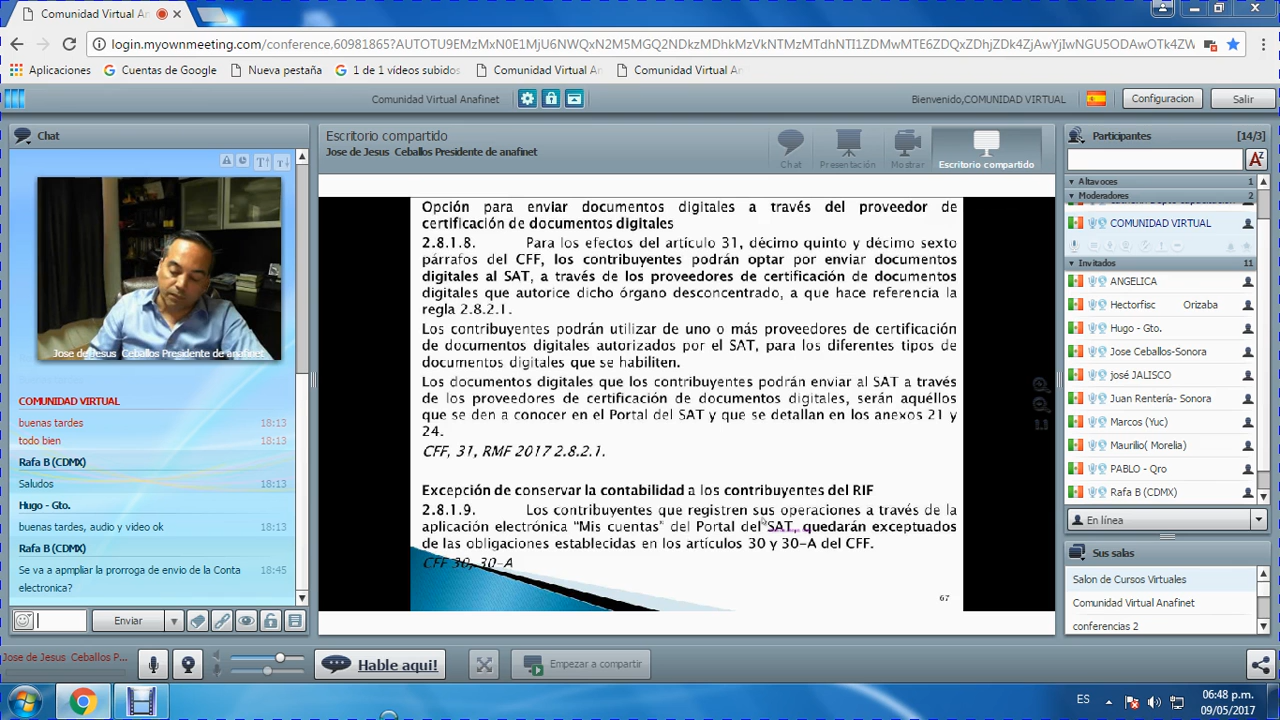 Comunidad Virtual Anafinet
login.myownmeeting.com/conference,60981865?
Aplicaciones
Cuentas de Google
Nueva pestaña
1 de 1 vídeos subidos
Comunidad Virtual An
Comunidad Virtual An
Comunidad Virtual Anafinet
Bienvenido,COMUNIDAD VIRTUAL
Configuracion
Salir
Chat
Jose de Jesus Ceballos Presidente de anafinet
COMUNIDAD VIRTUAL
buenas tardes 18:13
todo bien 18:13
Rafa B (CDMX)
Saludos 18:13
Hugo - Gto.
buenas tardes, audio y video ok 18:13
Rafa B (CDMX)
Se va a apmpliar la prorroga de envio de la Conta 18:45
electronica?
Enviar
Escritorio compartido
Jose de Jesus Ceballos Presidente de anafinet
Chat
Presentación
Mostrar
Escritorio compartido
Opción para enviar documentos digitales a través del proveedor de
certificación de documentos digitales
2.8.1.8. Para los efectos del artículo 31, décimo quinto y décimo sexto
párrafos del CFF, los contribuyentes podrán optar por enviar documentos
digitales al SAT, a través de los proveedores de certificación de documentos
digitales que autorice dicho órgano desconcentrado, a que hace referencia la
regla 2.8.2.1.
Los contribuyentes podrán utilizar de uno o más proveedores de certificación
de documentos digitales autorizados por el SAT, para los diferentes tipos de
documentos digitales que se habiliten.
Los documentos digitales que los contribuyentes podrán enviar al SAT a través
de los proveedores de certificación de documentos digitales, serán aquéllos
que se den a conocer en el Portal del SAT y que se detallan en los anexos 21 y
24.
CFF, 31, RMF 2017 2.8.2.1.
Excepción de conservar la contabilidad a los contribuyentes del RIF
2.8.1.9. Los contribuyentes que registren sus operaciones a través de la
aplicación electrónica “Mis cuentas” del Portal del SAT, quedarán exceptuados
de las obligaciones establecidas en los artículos 30 y 30-A del CFF.
CFF 30, 30-A
67
Participantes [14/3]
Altavoces 1
Moderadores 2
COMUNIDAD VIRTUAL
Invitados 11
ANGELICA
Hectorfisc Orizaba
Hugo - Gto.
Jose Ceballos-Sonora
josé JALISCO
Juan Rentería- Sonora
Marcos (Yuc)
Maurilio( Morelia)
PABLO - Qro
Rafa B (CDMX)
En línea
Sus salas
Salon de Cursos Virtuales
Comunidad Virtual Anafinet
conferencias 2
Jose de Jesus Ceballos P...
Hable aqui!
Empezar a compartir
ES
06:48 p.m.
09/05/2017